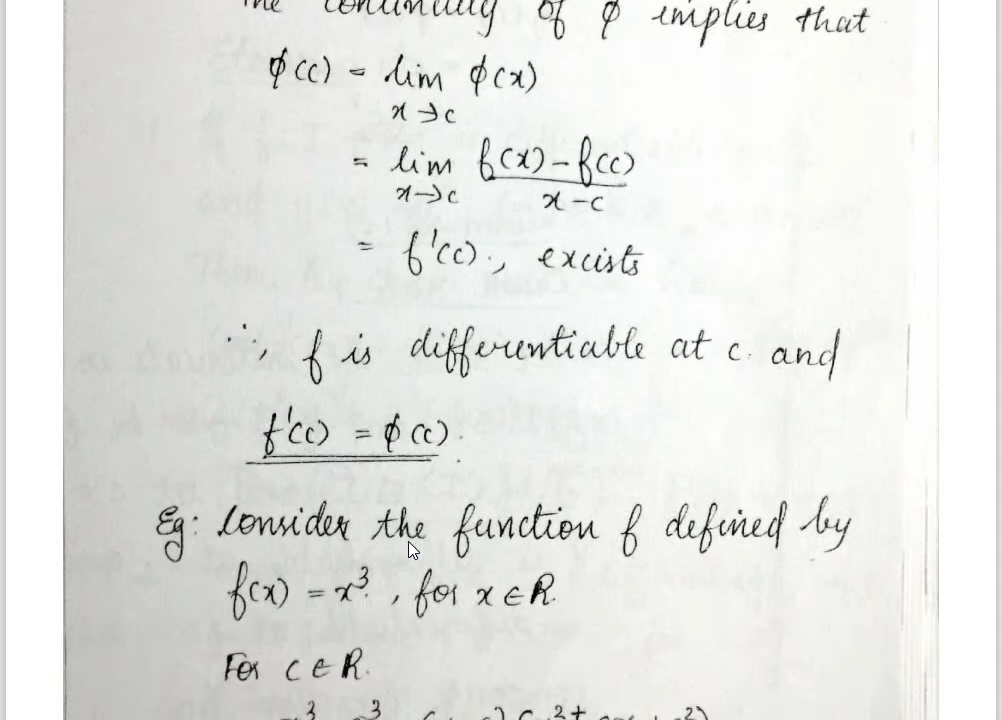 The continuity of φ implies that
φ(c) = lim φ(x)
x→c
= lim f(x) - f(c)
x→c x-c
= f'(c)., excists
∴, f is differentiable at c. and
f'(c) = φ(c).
Eg: Consider the function f defined by
f(x) = x³, for x ∈ R.
For c ∈ R.